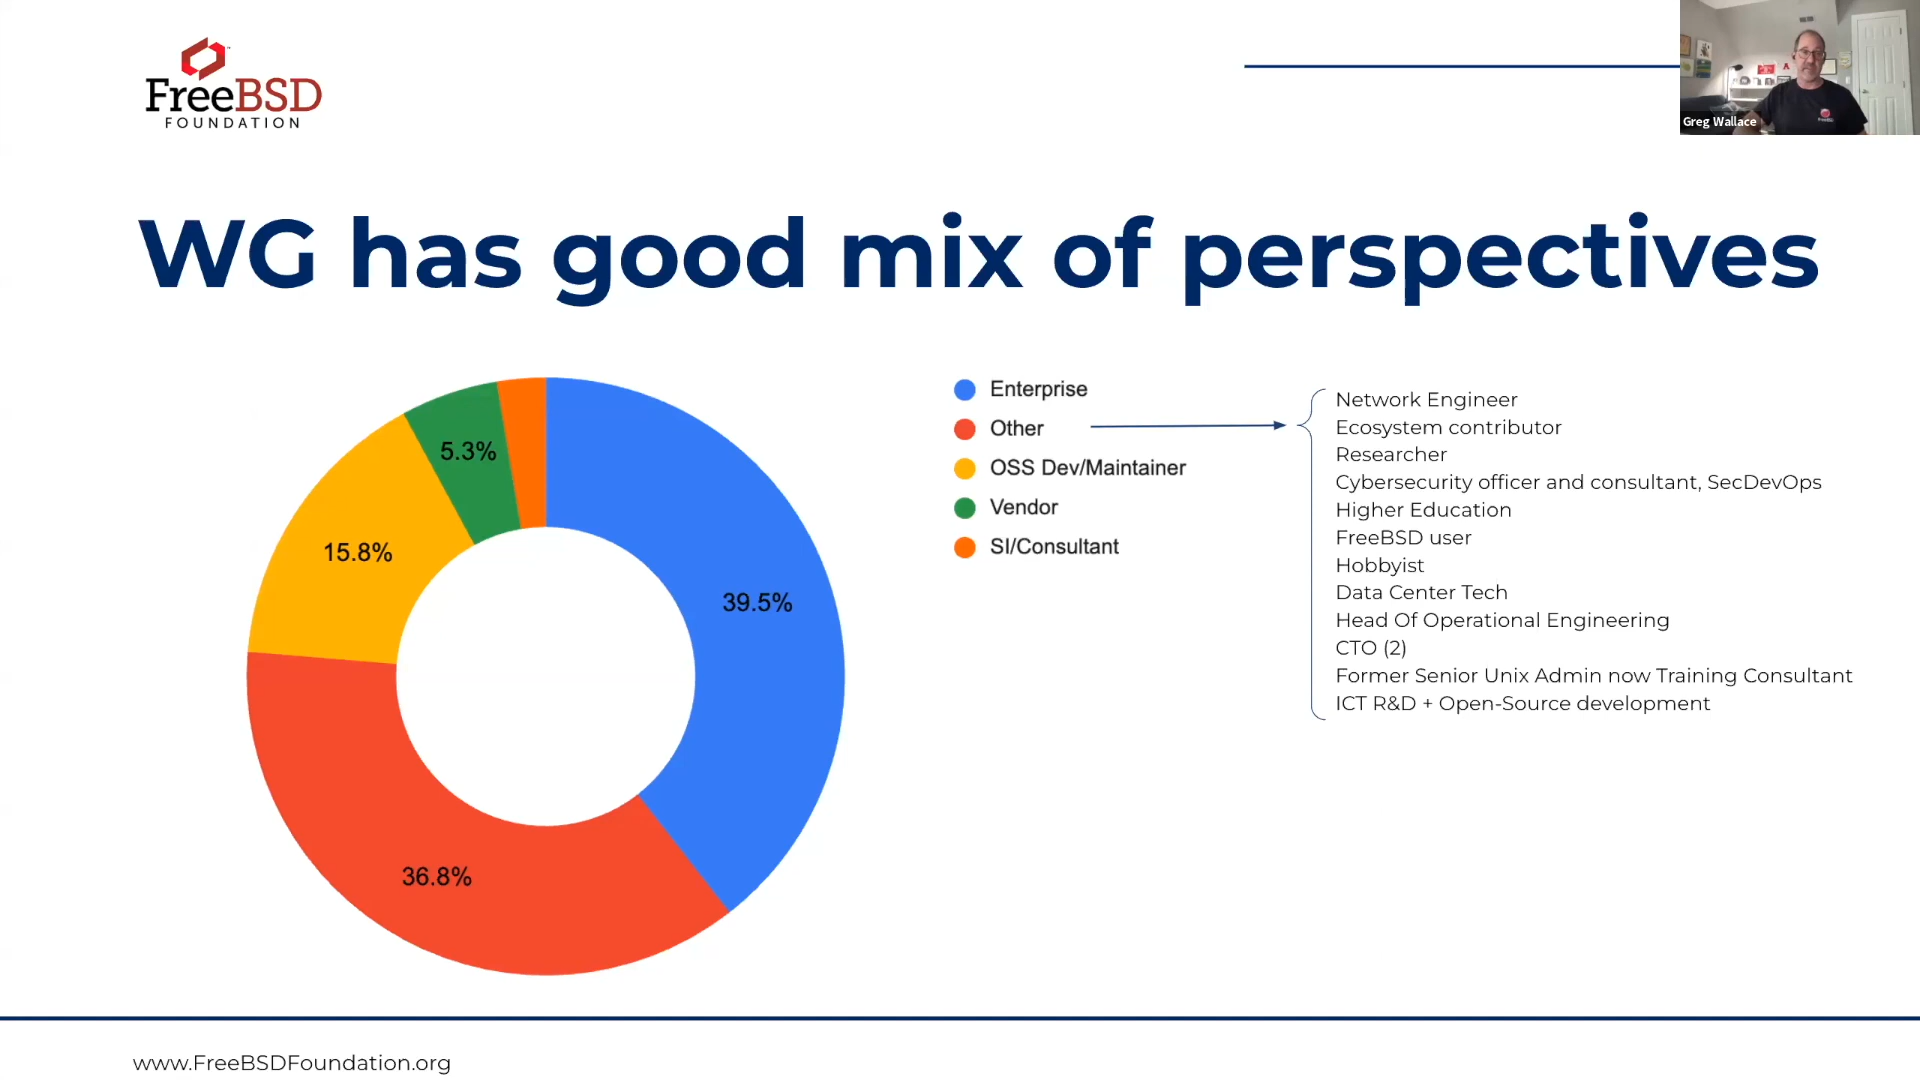 FreeBSD
FOUNDATION
Greg Wallace
WG has good mix of perspectives
5.3%
15.8%
39.5%
36.8%
Enterprise
Other
OSS Dev/Maintainer
Vendor
SI/Consultant
Network Engineer
Ecosystem contributor
Researcher
Cybersecurity officer and consultant, SecDevOps
Higher Education
FreeBSD user
Hobbyist
Data Center Tech
Head Of Operational Engineering
CTO (2)
Former Senior Unix Admin now Training Consultant
ICT R&D + Open-Source development
www.FreeBSDFoundation.org